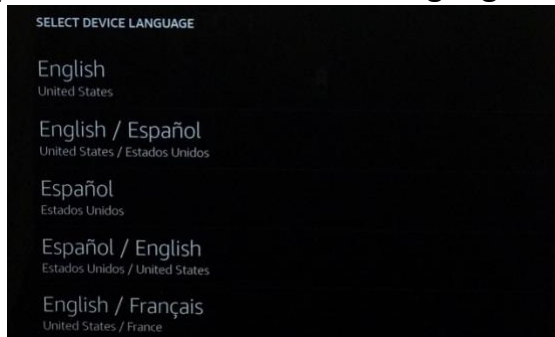 SELECT DEVICE LANGUAGE
English
United States
English / Español
United States / Estados Unidos
Español
Estados Unidos
Español / English
Estados Unidos / United States
English / Français
United States / France